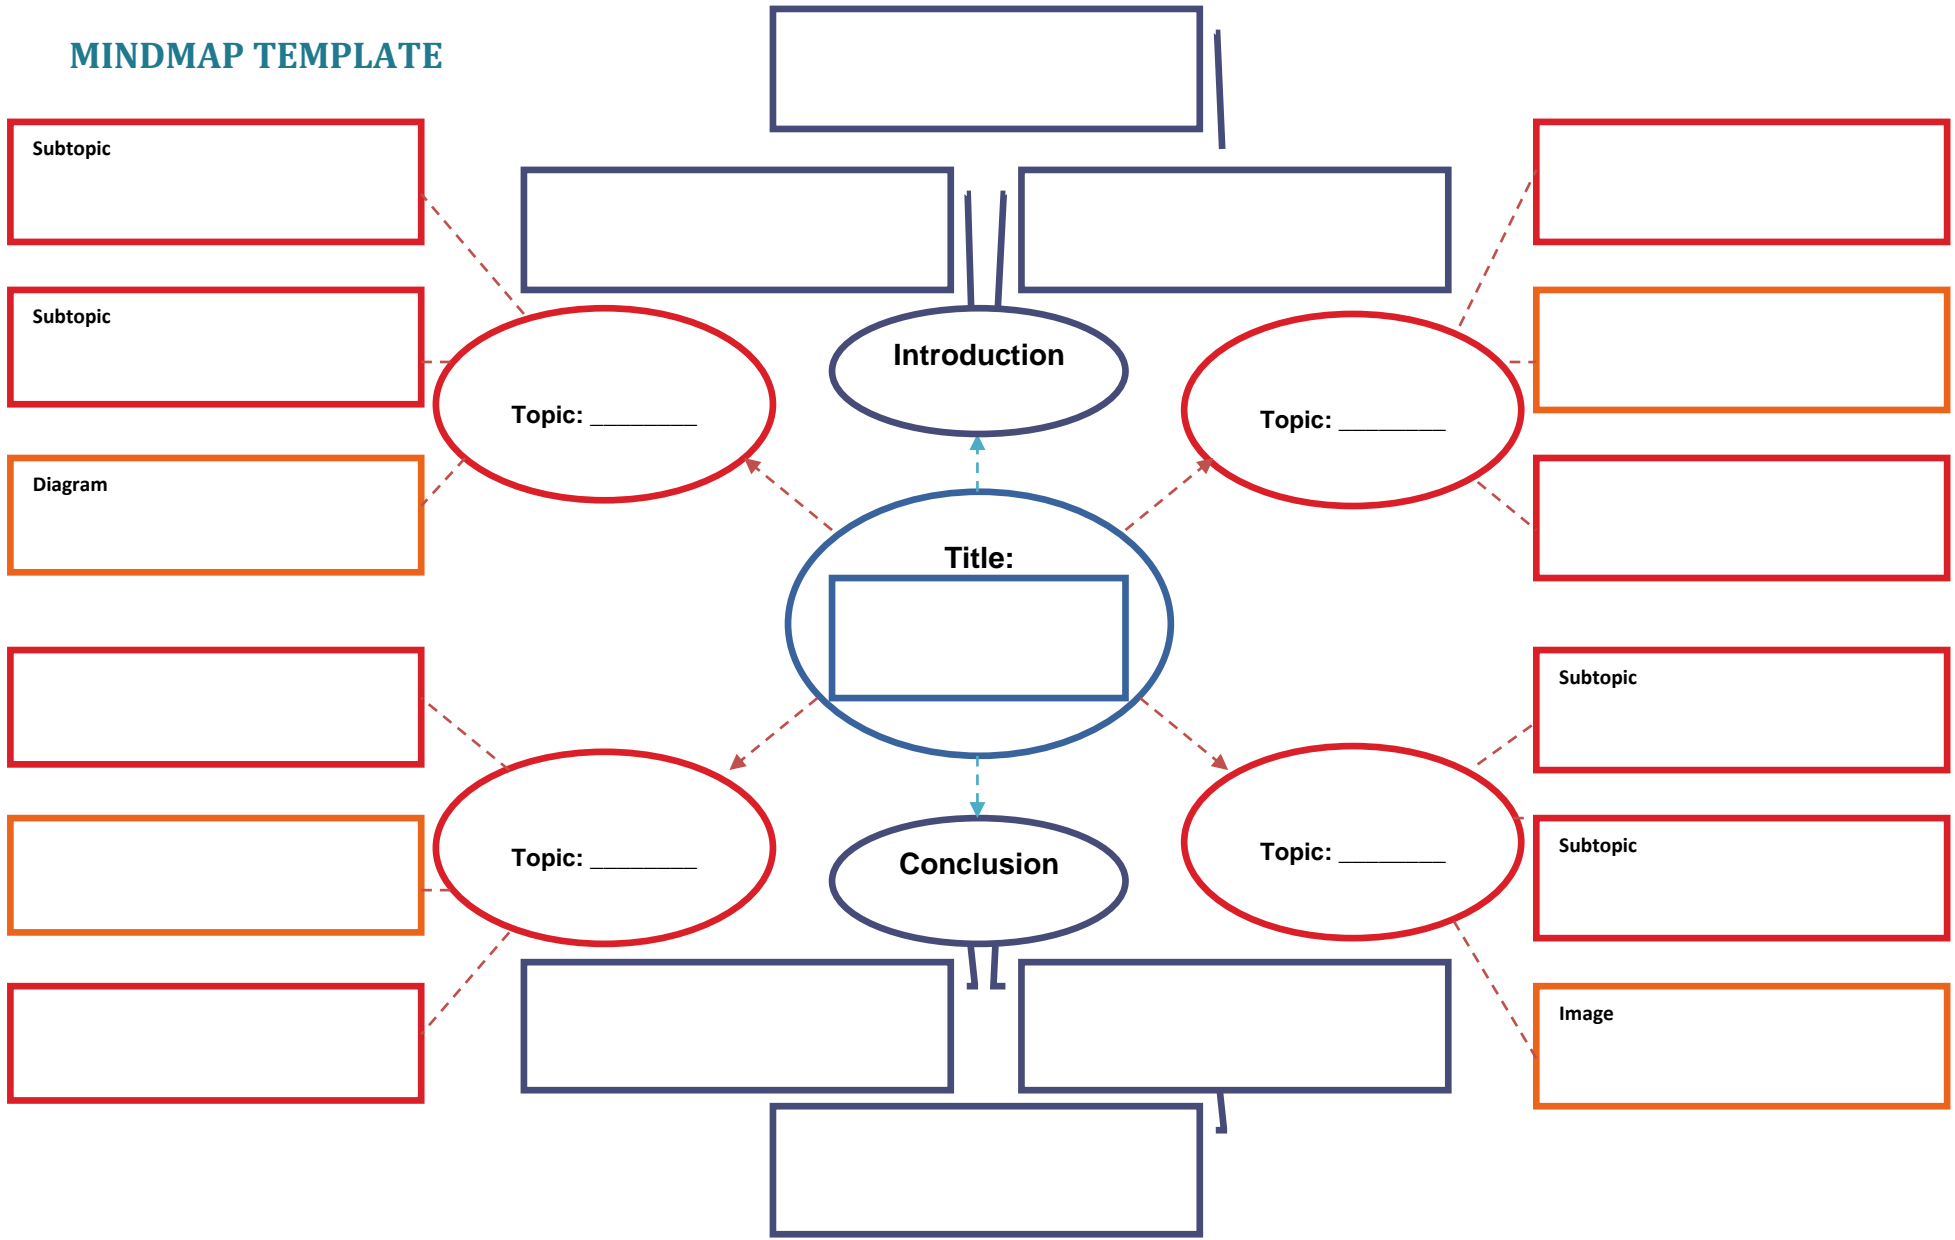 MINDMAP TEMPLATE
Subtopic
Subtopic
Diagram
Topic: ________
Introduction
Topic: ________
Title:
Topic: ________
Conclusion
Topic: ________
Subtopic
Subtopic
Image